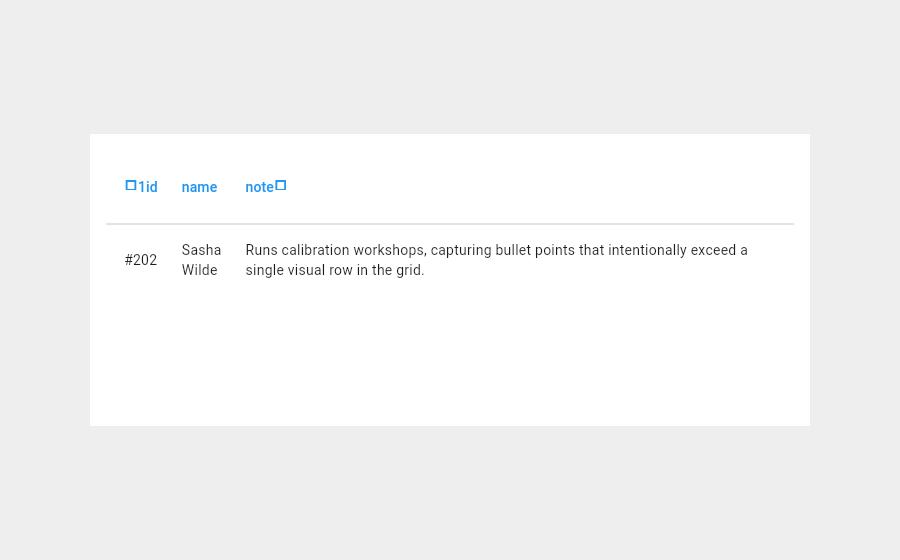 □1id name note□
#202 Sasha Wilde Runs calibration workshops, capturing bullet points that intentionally exceed a
single visual row in the grid.